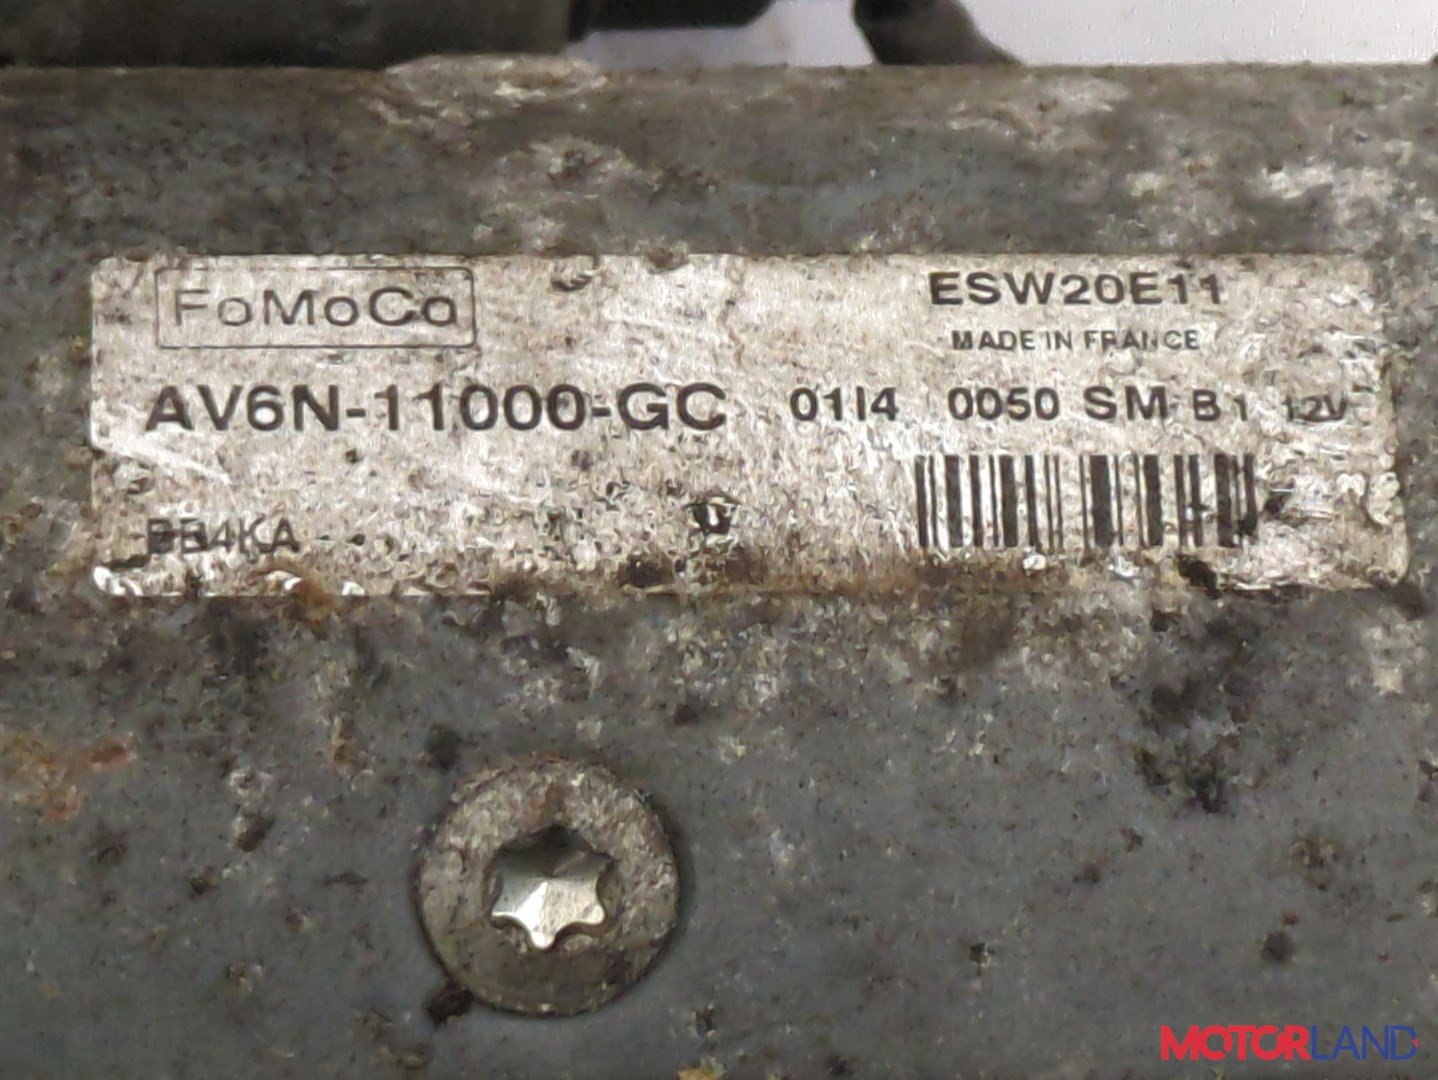 FoMoCo
ESW20E11
MADE IN FRANCE
AV6N-11000-GC 01I4 0050 SM B1 12V
BB4KA
MOTORLAND